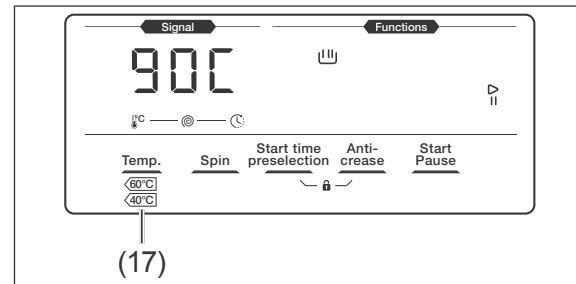 Signal
Functions
90C
°C
Temp.
Spin
Start time preselection
Anti-crease
Start Pause
60°C
40°C
(17)